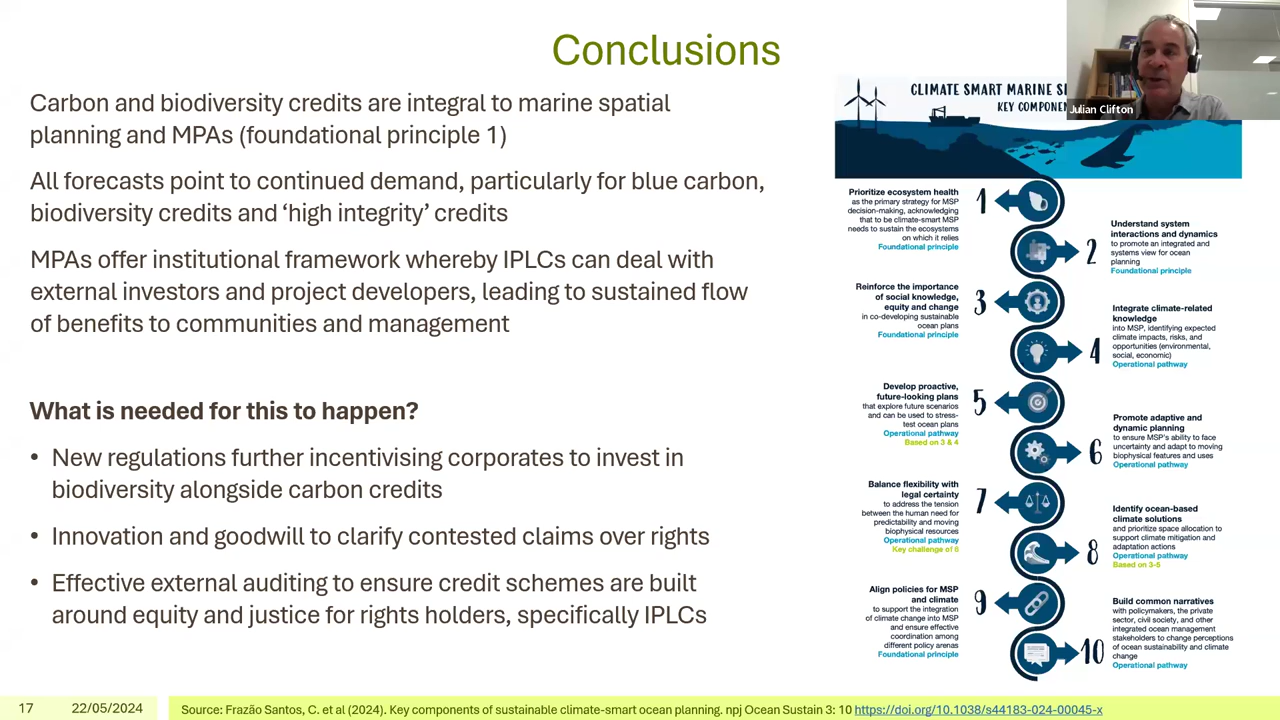 Conclusions
Carbon and biodiversity credits are integral to marine spatial
planning and MPAs (foundational principle 1)
All forecasts point to continued demand, particularly for blue carbon,
biodiversity credits and ‘high integrity’ credits
MPAs offer institutional framework whereby IPLCs can deal with
external investors and project developers, leading to sustained flow
of benefits to communities and management
What is needed for this to happen?
• New regulations further incentivising corporates to invest in
biodiversity alongside carbon credits
• Innovation and goodwill to clarify contested claims over rights
• Effective external auditing to ensure credit schemes are built
around equity and justice for rights holders, specifically IPLCs
Julian Clifton
CLIMATE SMART MARINE
KEY
Prioritize ecosystem health
as the primary strategy for MSP
decision-making, acknowledging
that to be climate-smart MSP
needs to sustain the ecosystems
on which it relies
Foundational principle
1
Understand system
interactions and dynamics
to promote an integrated and
systems view for ocean
planning
Foundational principle
2
Reinforce the importance
of social knowledge,
equity and change
in co-developing sustainable
ocean plans
Foundational principle
3
Integrate climate-related
knowledge
into MSP, identifying expected
climate impacts, risks, and
opportunities (environmental,
social, economic)
Operational pathway
4
Develop proactive,
future-looking plans
that explore future scenarios
and can be used to stress-
test ocean plans
Operational pathway
Based on 3 & 4
5
Promote adaptive and
dynamic planning
to ensure MSP's ability to face
uncertainty and adapt to moving
biophysical features and uses
Operational pathway
6
Balance flexibility with
legal certainty
to address the tension
between the human need for
predictability and moving
biophysical resources
Operational pathway
Key challenge of 6
7
Identify ocean-based
climate solutions
and prioritize space allocation to
support climate mitigation and
adaptation actions
Operational pathway
Based on 3-5
8
Align policies for MSP
and climate
to support the integration
of climate change into MSP
and ensure effective
coordination among
different policy arenas
Foundational principle
9
Build common narratives
with policymakers, the private
sector, civil society, and other
integrated ocean management
stakeholders to change perceptions
of ocean sustainability and climate
change
Operational pathway
10
17
22/05/2024
Source: Frazão Santos, C. et al (2024). Key components of sustainable climate-smart ocean planning. npj Ocean Sustain 3: 10 https://doi.org/10.1038/s44183-024-00045-x